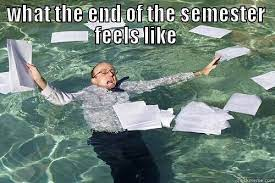 what the end of the semester
feels like